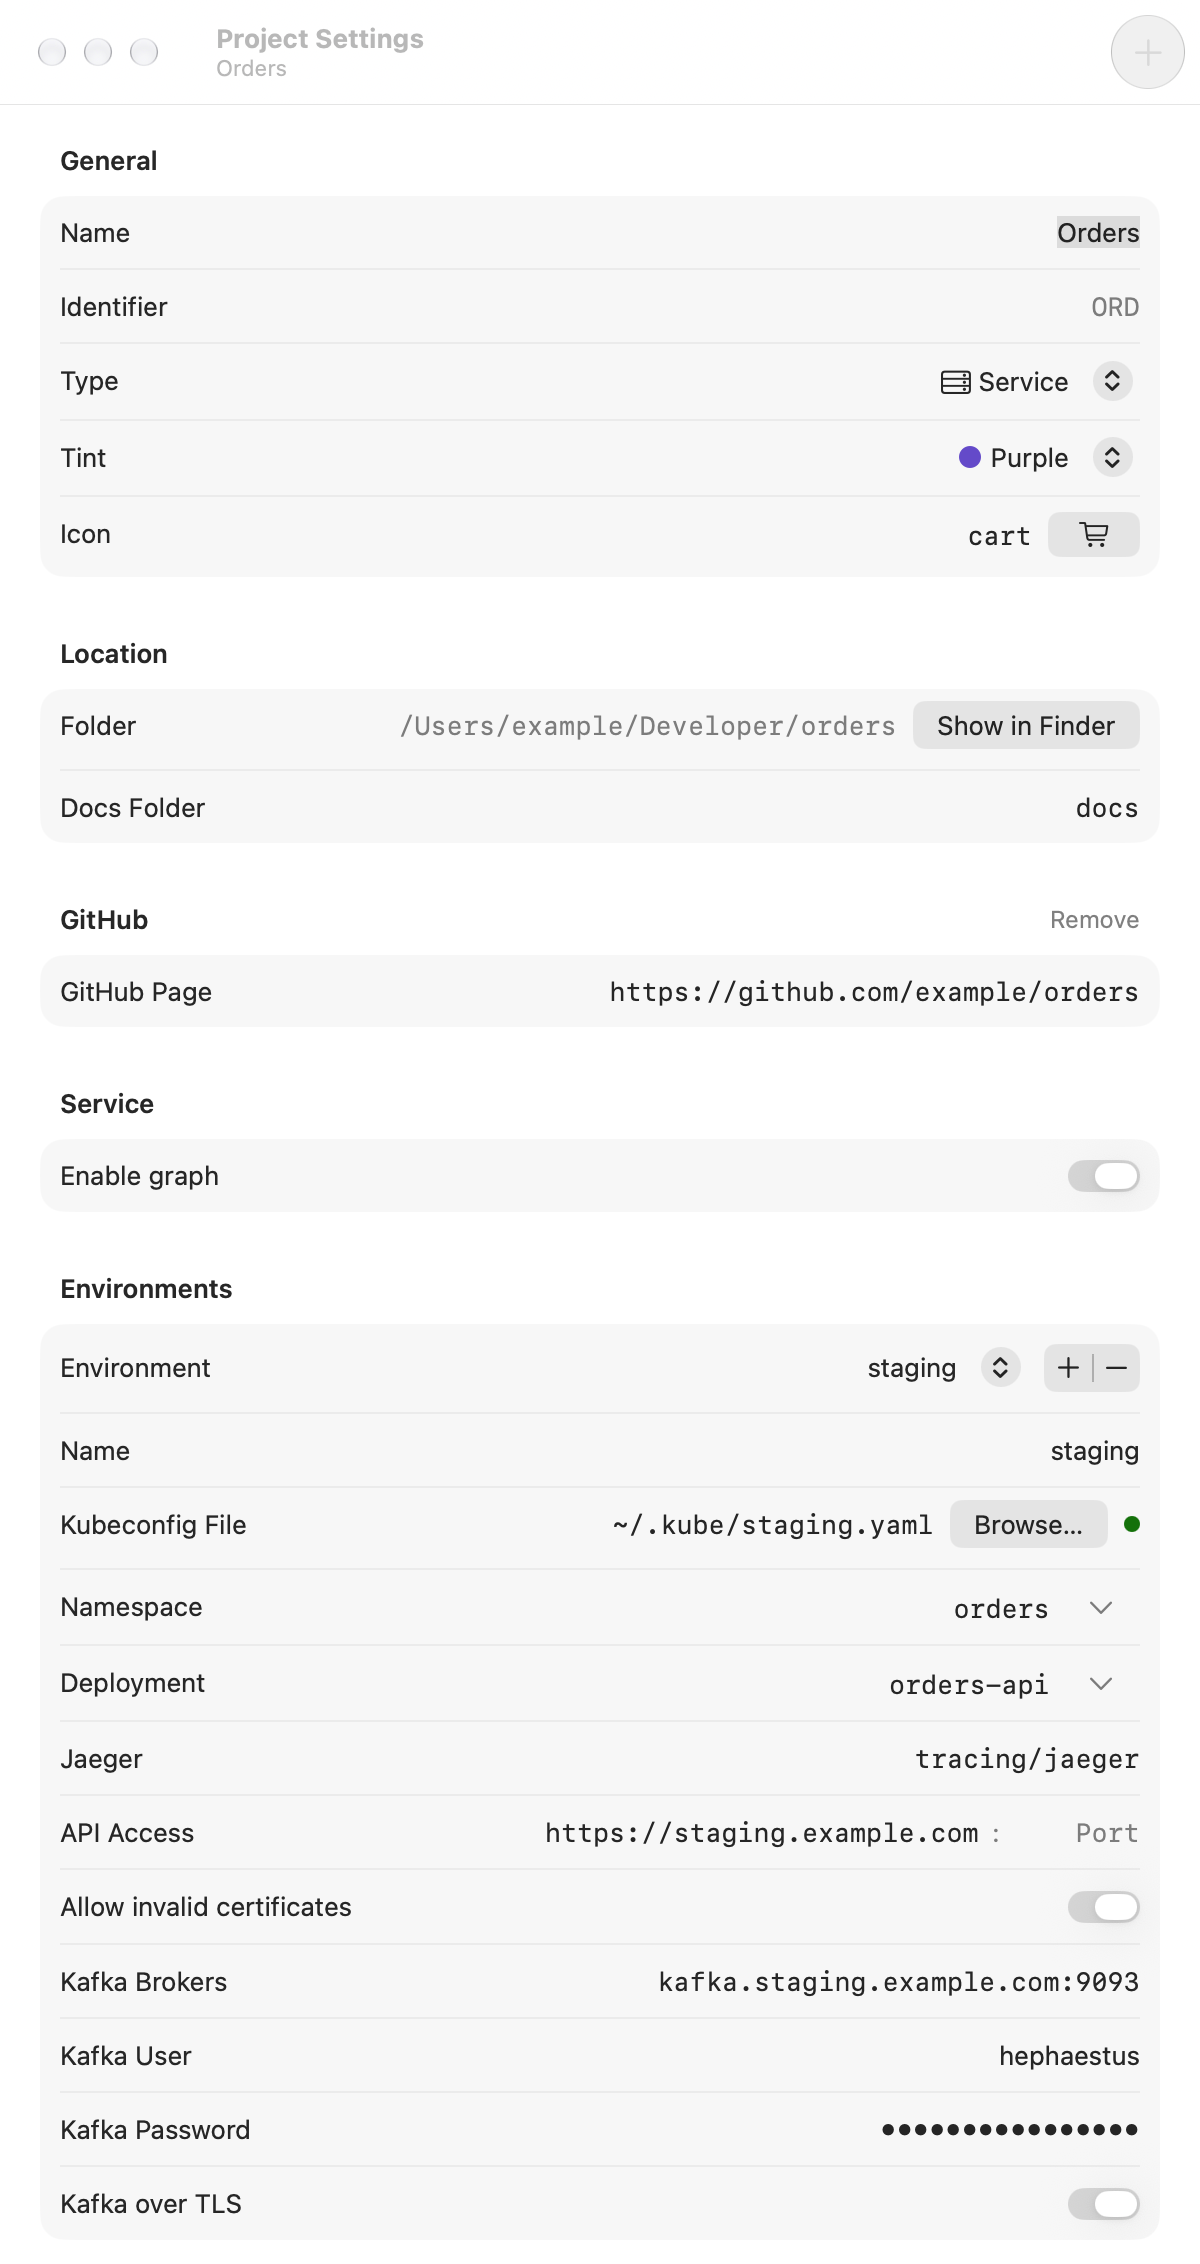 Project Settings
Orders
General
Name Orders
Identifier ORD
Type Service
Tint Purple
Icon cart
Location
Folder /Users/example/Developer/orders Show in Finder
Docs Folder docs
GitHub Remove
GitHub Page https://github.com/example/orders
Service
Enable graph
Environments
Environment staging
Name staging
Kubeconfig File ~/.kube/staging.yaml Browse...
Namespace orders
Deployment orders-api
Jaeger tracing/jaeger
API Access https://staging.example.com : Port
Allow invalid certificates
Kafka Brokers kafka.staging.example.com:9093
Kafka User hephaestus
Kafka Password ••••••••••••••••
Kafka over TLS